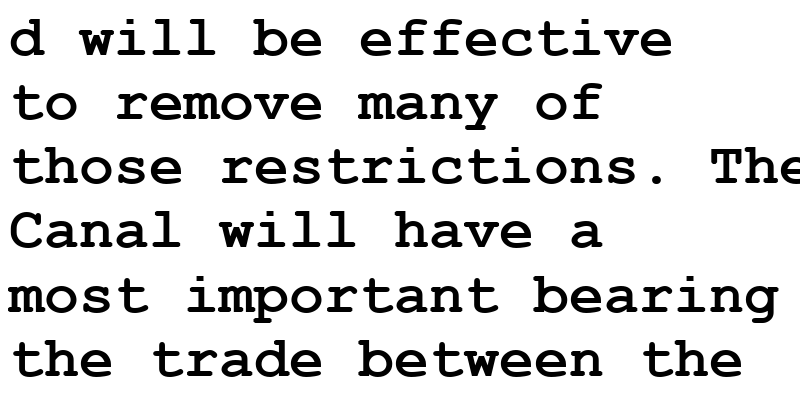 d will be effective
to remove many of
those restrictions. The
Canal will have a
most important bearing
the trade between the